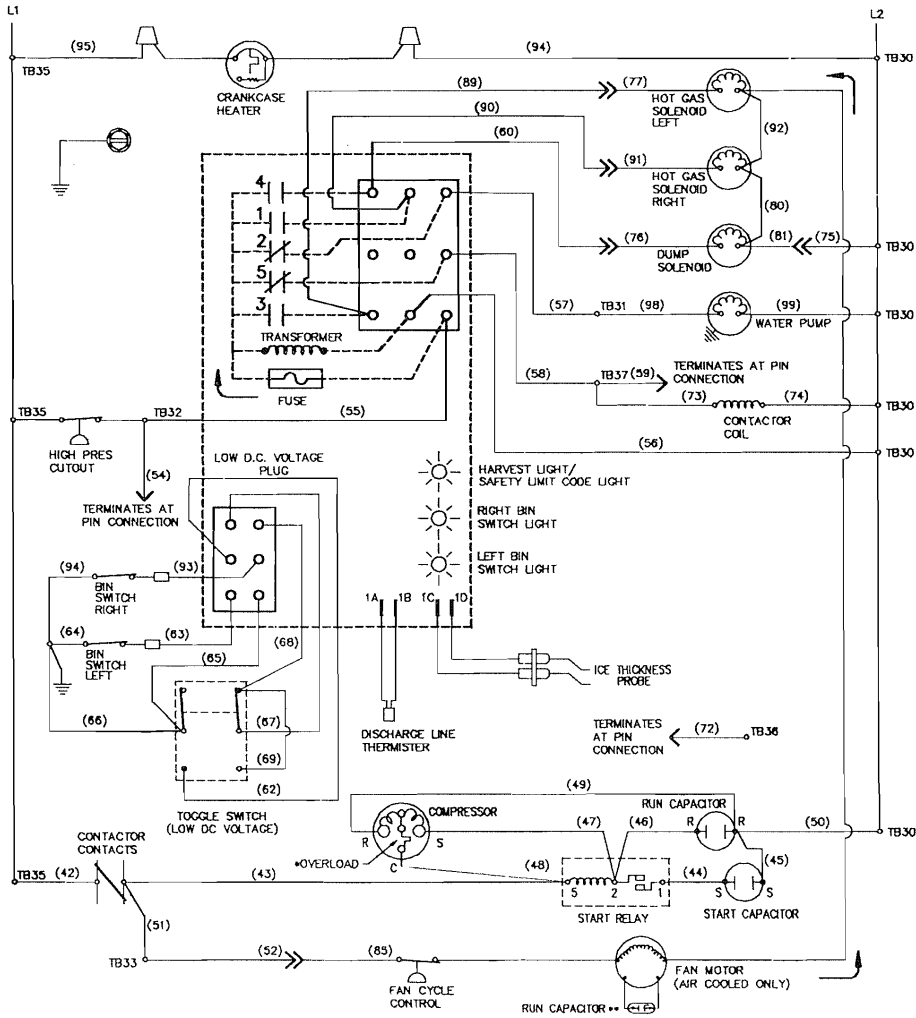 L1
L2
(95)
(94)
TB35
TB30
CRANKCASE
HEATER
(89)
(77)
HOT GAS
SOLENOID
LEFT
(90)
(92)
(60)
(91)
HOT GAS
SOLENOID
RIGHT
TB30
4
1
2
5
3
(80)
(76)
(81)
(75)
DUMP
SOLENOID
TB30
(57)
TB31
(98)
(99)
WATER PUMP
TB30
TRANSFORMER
FUSE
(58)
TB37
(59)
TERMINATES AT PIN
CONNECTION
(73)
(74)
CONTACTOR
COIL
TB30
TB35
TB32
(55)
HIGH PRES
CUTOUT
(56)
TB30
(54)
TERMINATES AT
PIN CONNECTION
LOW D.C. VOLTAGE
PLUG
HARVEST LIGHT/
SAFETY LIMIT CODE LIGHT
RIGHT BIN
SWITCH LIGHT
LEFT BIN
SWITCH LIGHT
(94)
(93)
BIN
SWITCH
RIGHT
1A
1B
1C
1D
(64)
(63)
BIN
SWITCH
LEFT
(68)
(65)
ICE THICKNESS
PROBE
(66)
(67)
(69)
(62)
DISCHARGE LINE
THERMISTER
TERMINATES
AT PIN
CONNECTION
(72)
TB36
TOGGLE SWITCH
(LOW DC VOLTAGE)
(49)
COMPRESSOR
RUN CAPACITOR
R
S
(47)
(46)
R
R
(50)
TB30
CONTACTOR
CONTACTS
*OVERLOAD
C
(48)
(45)
TB35
(42)
(43)
5
2
1
(44)
S
S
START RELAY
START CAPACITOR
(51)
TB33
(52)
(85)
FAN CYCLE
CONTROL
FAN MOTOR
(AIR COOLED ONLY)
RUN CAPACITOR **